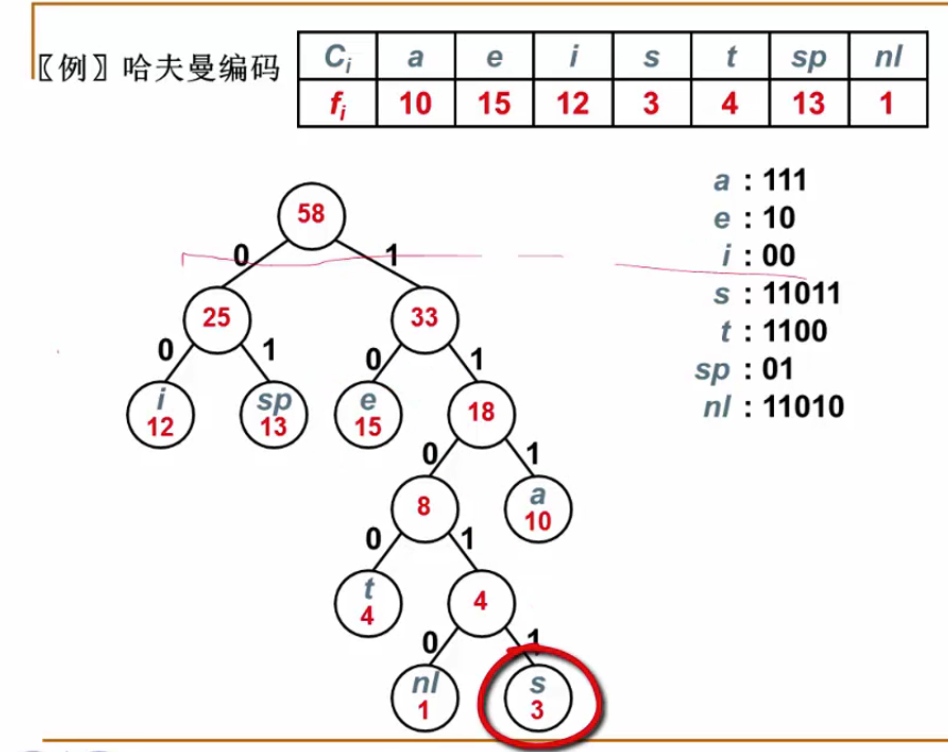 〖例〗哈夫曼编码
Ci a e i s t sp nl
fi 10 15 12 3 4 13 1
58
0 1
25 33
0 1 0 1
i 12
sp 13
e 15
18
0 1
8
a 10
0 1
t 4
4
0 1
nl 1
s 3
a : 111
e : 10
i : 00
s : 11011
t : 1100
sp : 01
nl : 11010